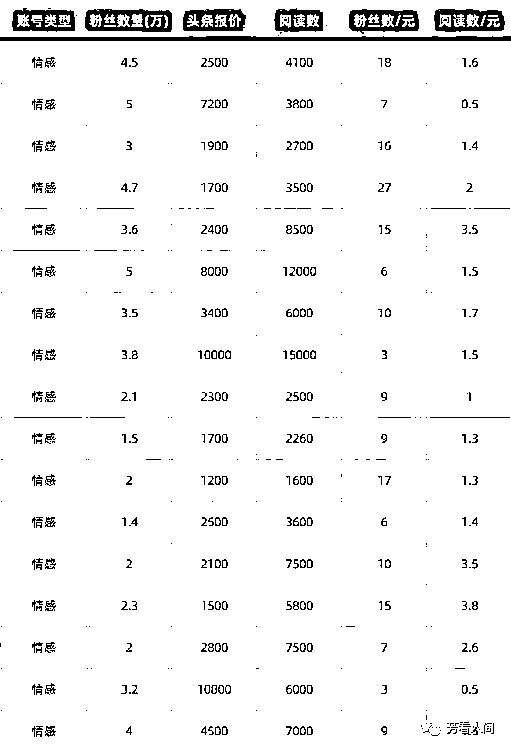 账号类型 粉丝数量(万) 头条报价 阅读数 粉丝数/元 阅读数/元
情感 4.5 2500 4100 18 1.6
情感 5 7200 3800 7 0.5
情感 3 1900 2700 16 1.4
情感 4.7 1700 3500 27 2
情感 3.6 2400 8500 15 3.5
情感 5 8000 12000 6 1.5
情感 3.5 3400 6000 10 1.7
情感 3.8 10000 15000 3 1.5
情感 2.1 2300 2500 9 1
情感 1.5 1700 2260 9 1.3
情感 2 1200 1600 17 1.3
情感 1.4 2500 3600 6 1.4
情感 2 2100 7500 10 3.5
情感 2.3 1500 5800 15 3.8
情感 2 2800 7500 7 2.6
情感 3.2 10800 6000 3 0.5
情感 4 4500 7000 9